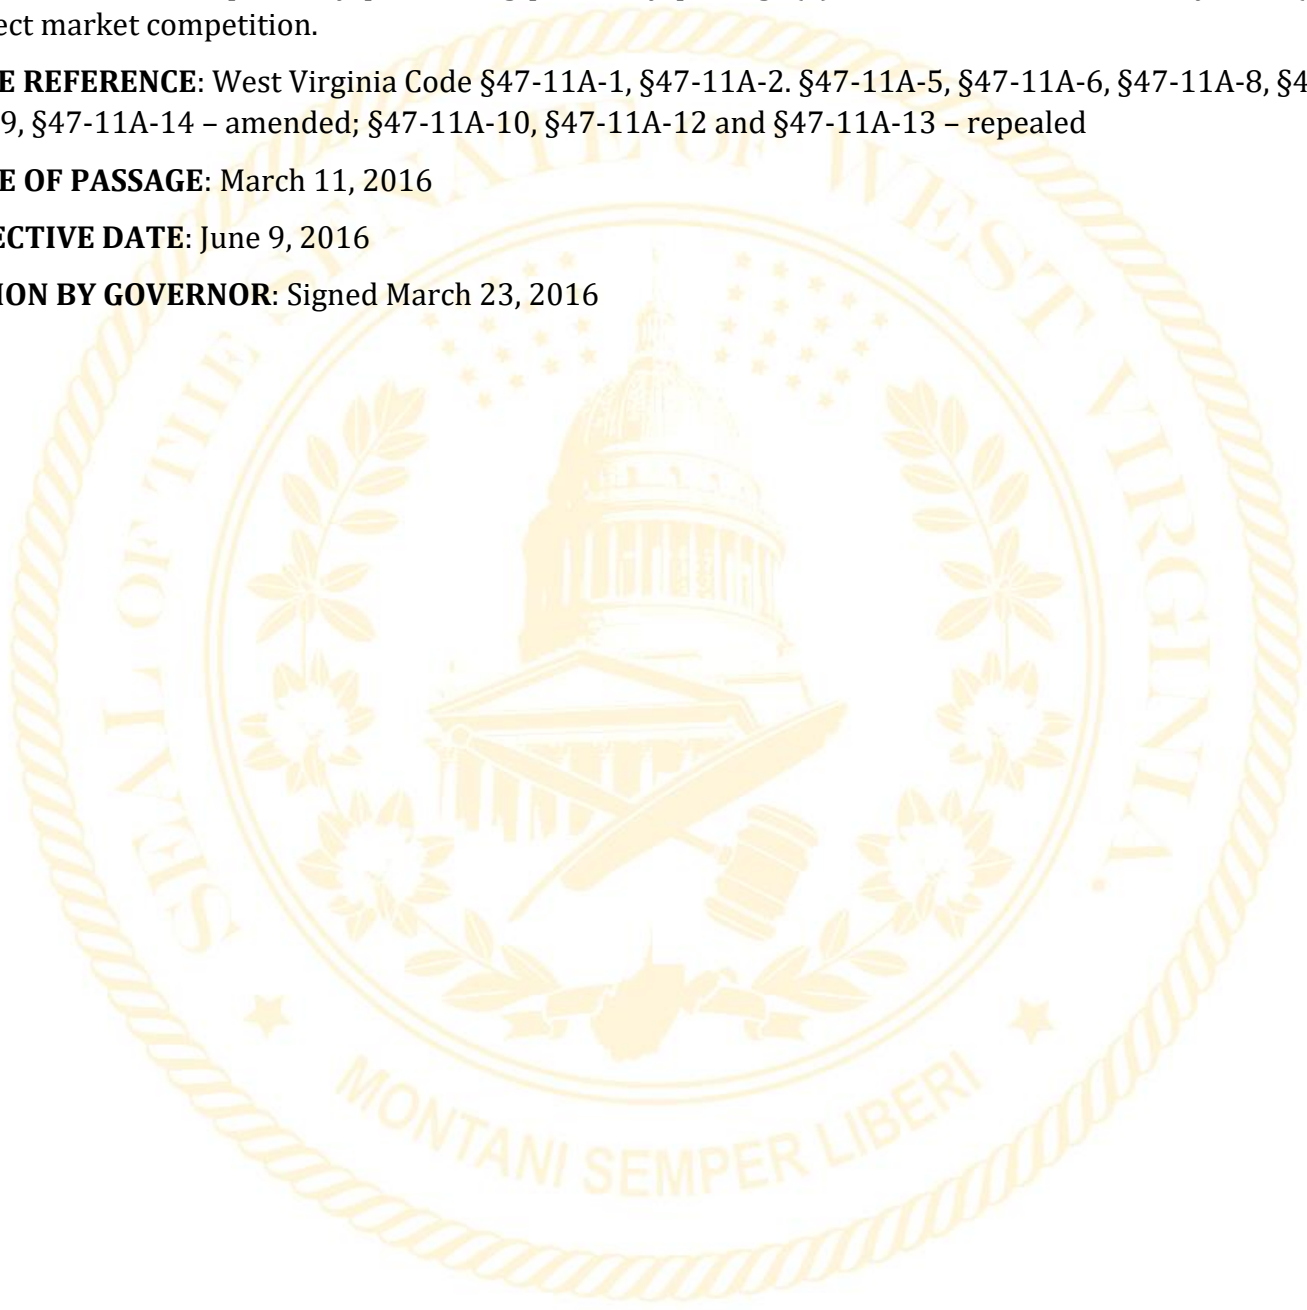 ect market competition.
E REFERENCE: West Virginia Code §47-11A-1, §47-11A-2. §47-11A-5, §47-11A-6, §47-11A-8, §4
9, §47-11A-14 – amended; §47-11A-10, §47-11A-12 and §47-11A-13 – repealed
E OF PASSAGE: March 11, 2016
ECTIVE DATE: June 9, 2016
ION BY GOVERNOR: Signed March 23, 2016
SEAL OF THE SENATE OF WEST VIRGINIA
MONTANI SEMPER LIBERI